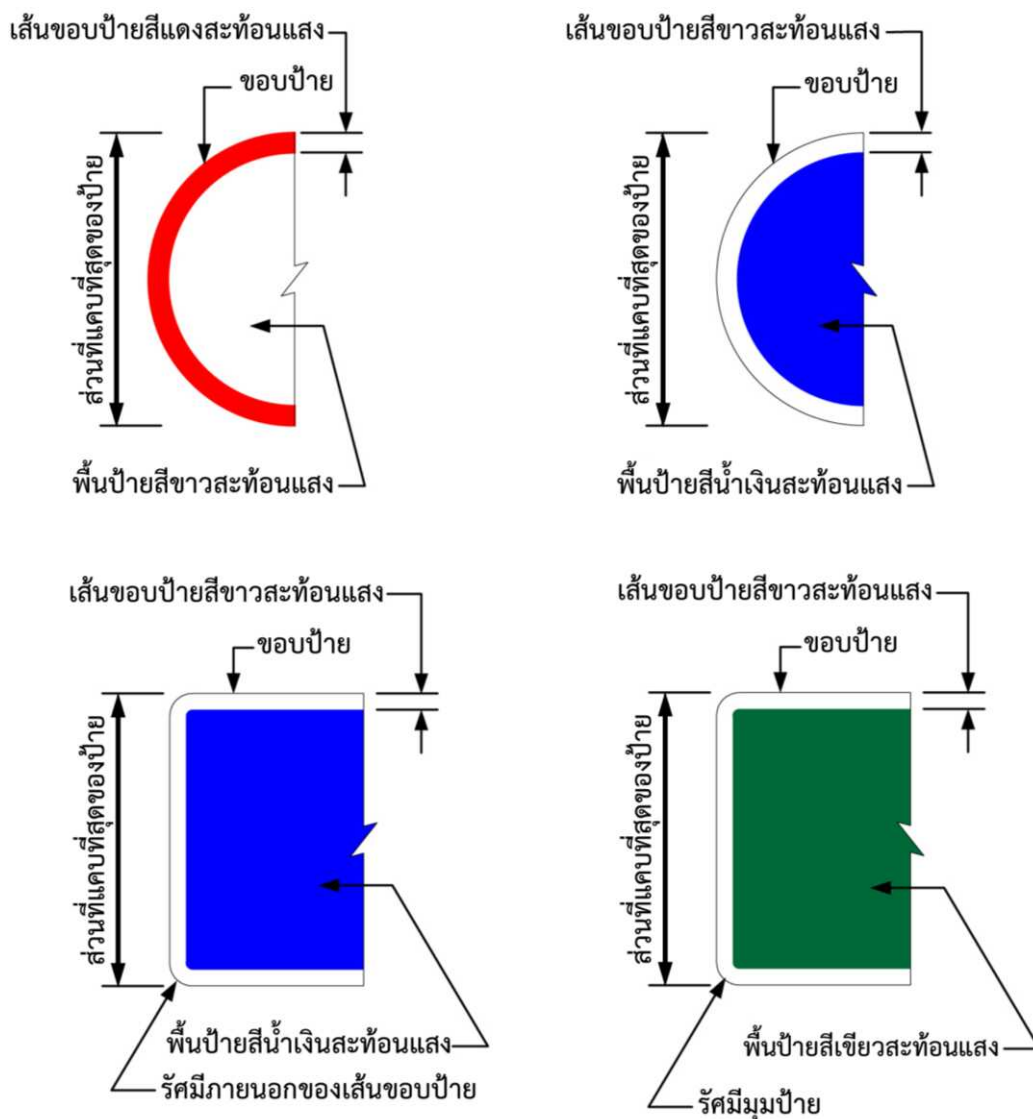 เส้นขอบป้ายสีแดงสะท้อนแสง
ขอบป้าย
ส่วนที่แคบที่สุดของป้าย
พื้นป้ายสีขาวสะท้อนแสง
เส้นขอบป้ายสีขาวสะท้อนแสง
ขอบป้าย
ส่วนที่แคบที่สุดของป้าย
พื้นป้ายสีน้ำเงินสะท้อนแสง
เส้นขอบป้ายสีขาวสะท้อนแสง
ขอบป้าย
ส่วนที่แคบที่สุดของป้าย
พื้นป้ายสีน้ำเงินสะท้อนแสง
รัศมีภายนอกของเส้นขอบป้าย
เส้นขอบป้ายสีขาวสะท้อนแสง
ขอบป้าย
ส่วนที่แคบที่สุดของป้าย
พื้นป้ายสีเขียวสะท้อนแสง
รัศมีมุมป้าย